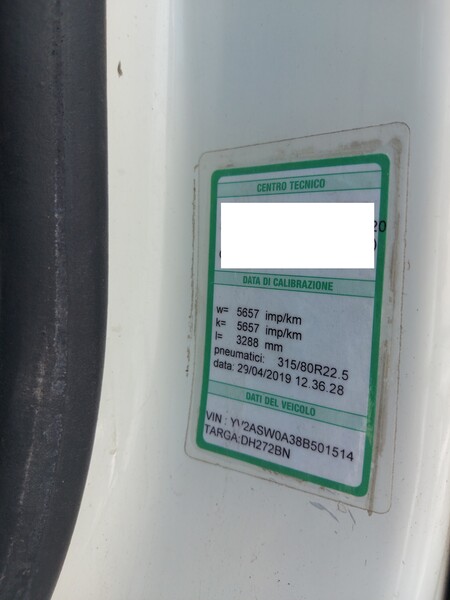 CENTRO TECNICO
20
)
DATA DI CALIBRAZIONE
w= 5657 imp/km
k= 5657 imp/km
l= 3288 mm
pneumatici: 315/80R22.5
data: 29/04/2019 12.36.28
DATI DEL VEICOLO
VIN : YV2ASW0A38B501514
TARGA:DH272BN